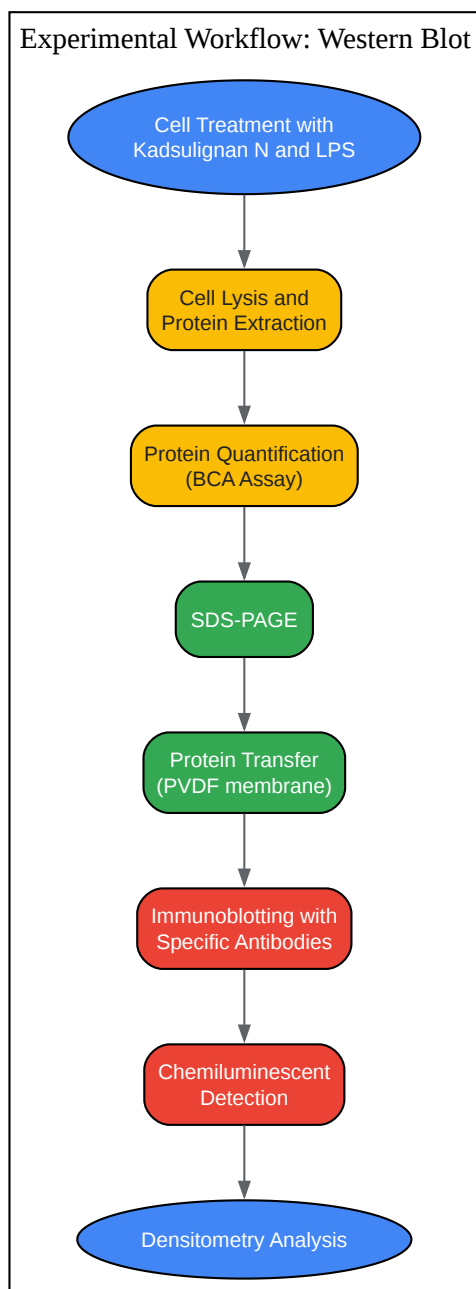 Experimental Workflow: Western Blot
Cell Treatment with
Kadsulignan N and LPS
Cell Lysis and
Protein Extraction
Protein Quantification
(BCA Assay)
SDS-PAGE
Protein Transfer
(PVDF membrane)
Immunoblotting with
Specific Antibodies
Chemiluminescent
Detection
Densitometry Analysis